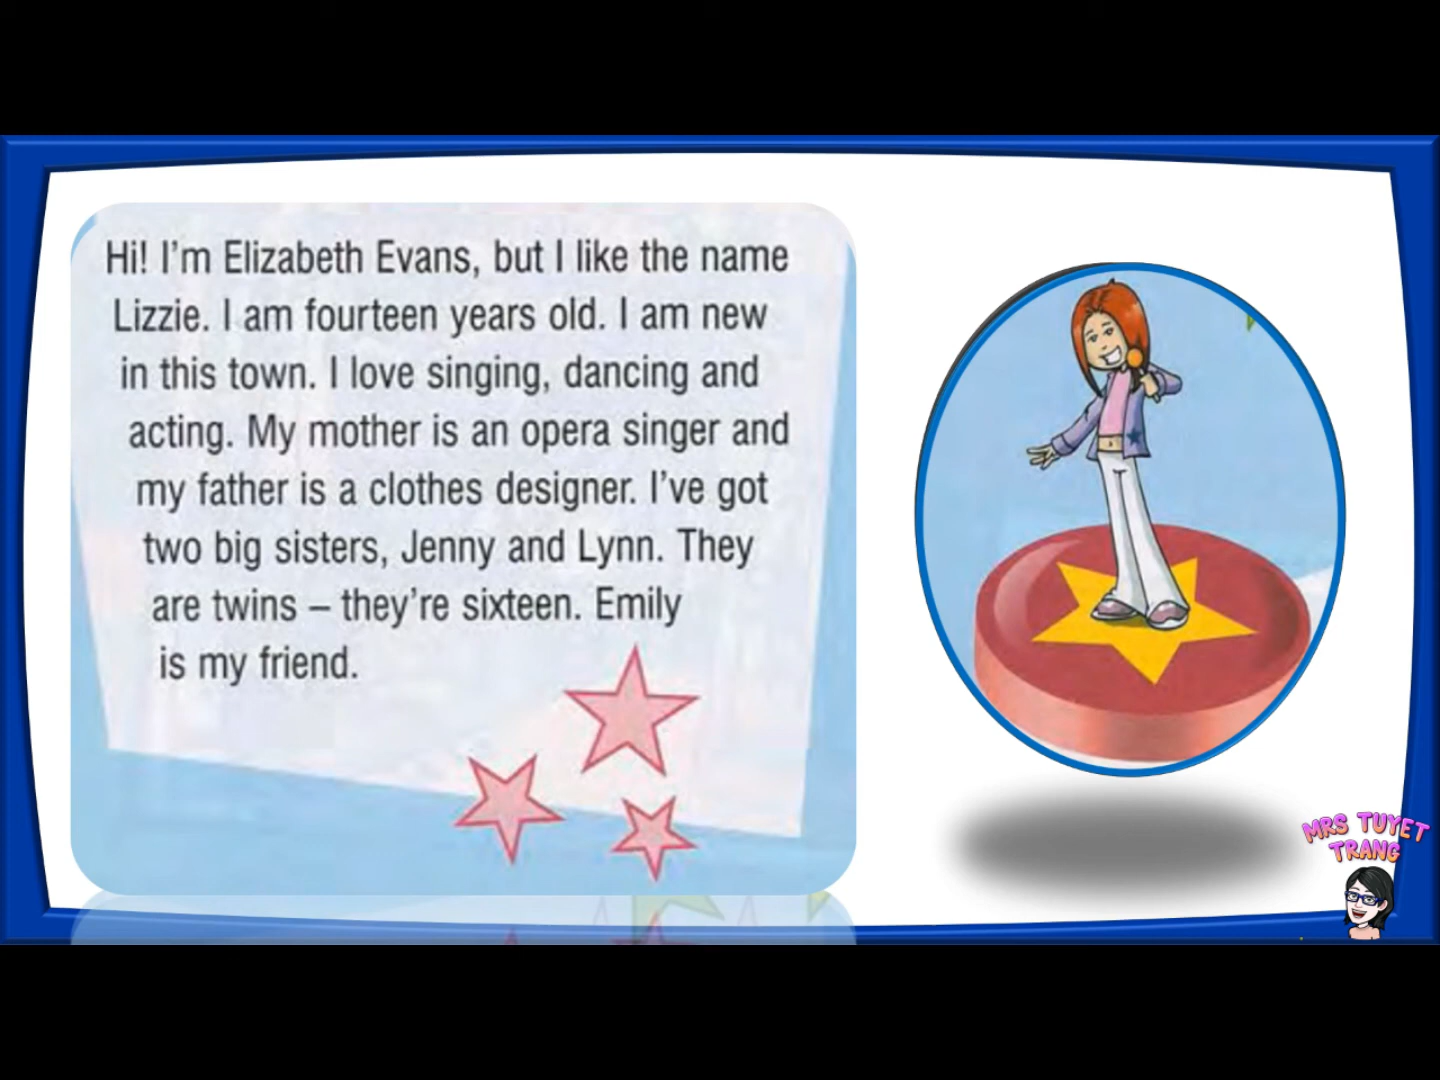 Hi! I'm Elizabeth Evans, but I like the name
Lizzie. I am fourteen years old. I am new
in this town. I love singing, dancing and
acting. My mother is an opera singer and
my father is a clothes designer. I've got
two big sisters, Jenny and Lynn. They
are twins – they're sixteen. Emily
is my friend.
MRS TUYET
TRANG